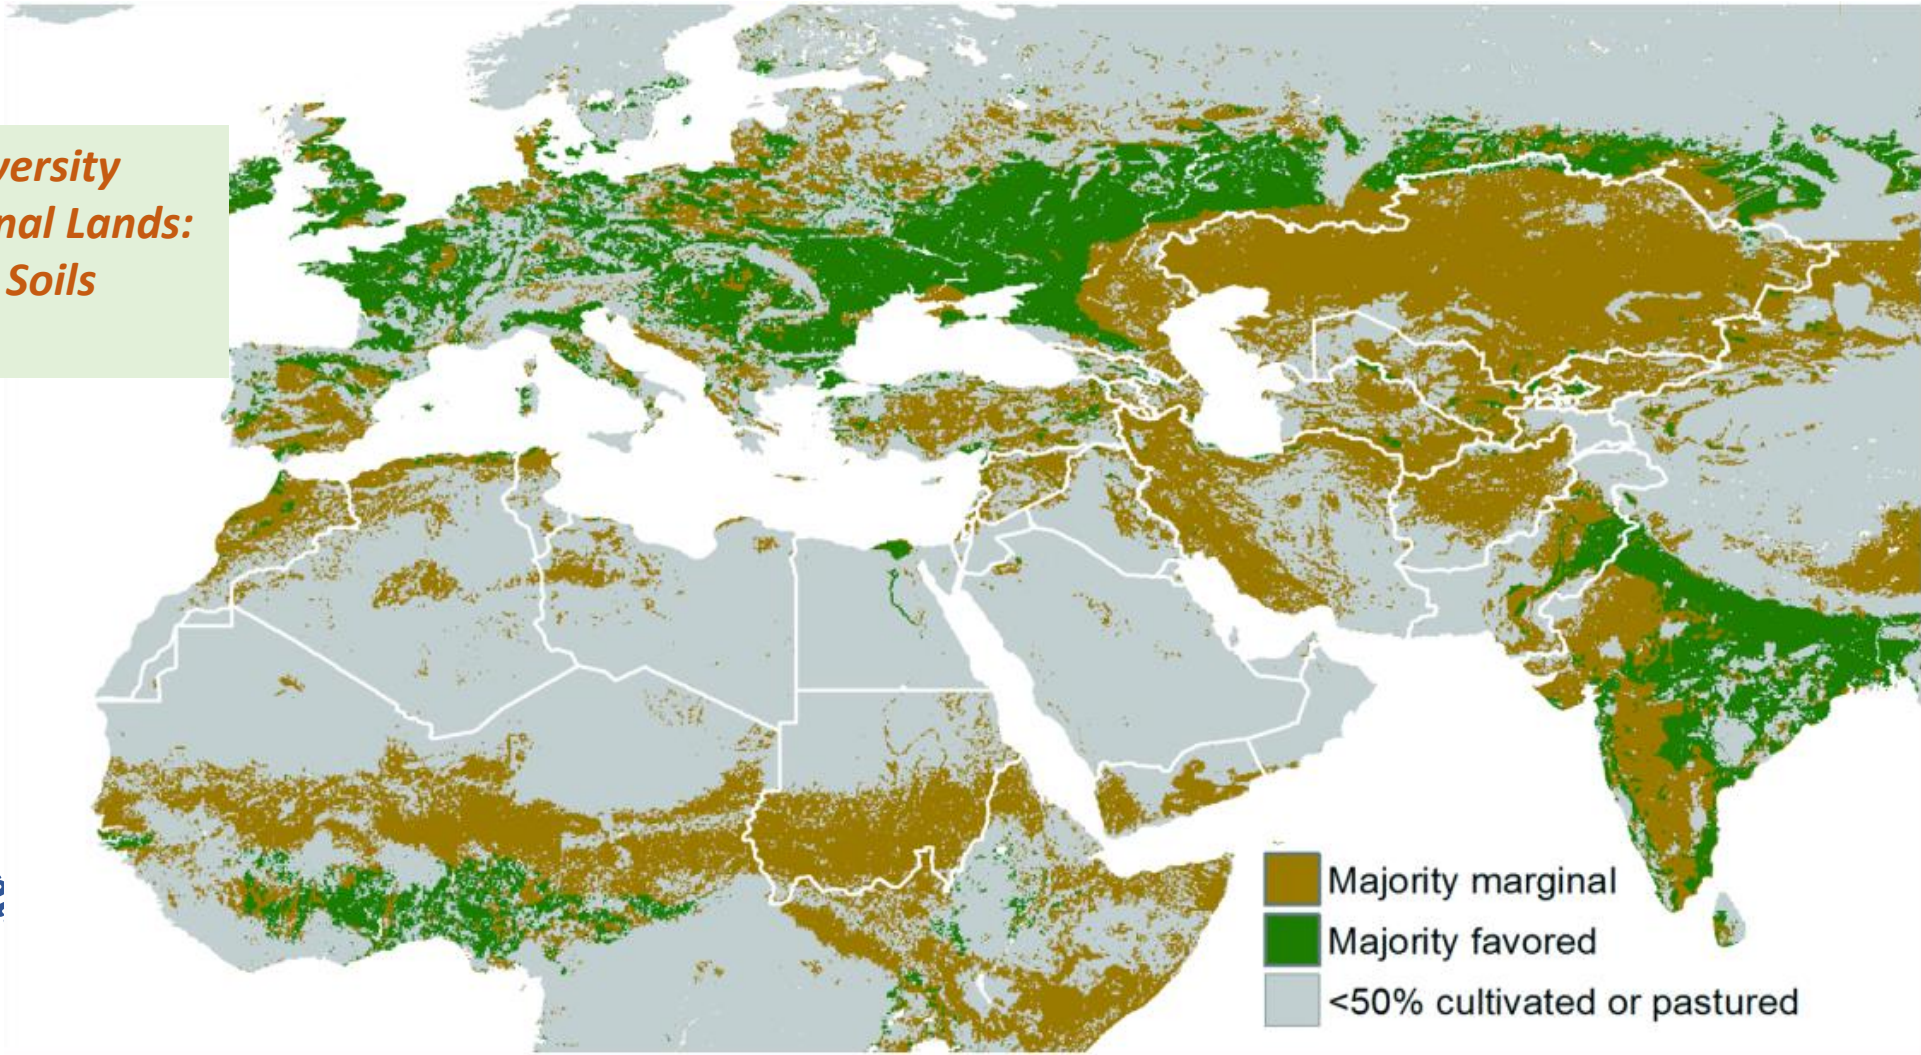 versity
nal Lands:
Soils
Majority marginal
Majority favored
<50% cultivated or pastured